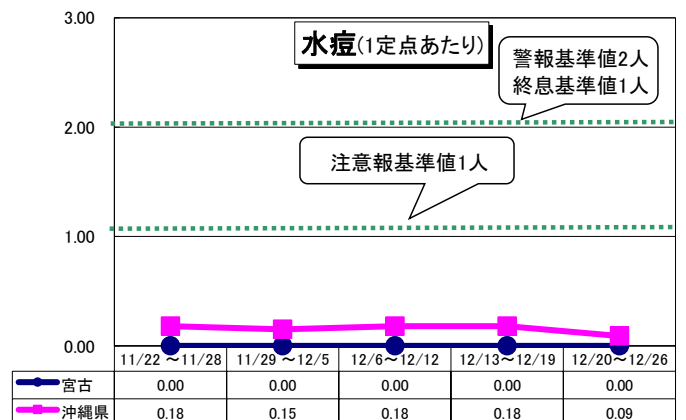 3.00
水痘(1定点あたり)
警報基準値2人
終息基準値1人
2.00
注意報基準値1人
1.00
0.00
11/22 ～11/28 11/29 ～12/5 12/6～12/12 12/13～12/19 12/20～12/26
宮古 0.00 0.00 0.00 0.00 0.00
沖縄県 0.18 0.15 0.18 0.18 0.09